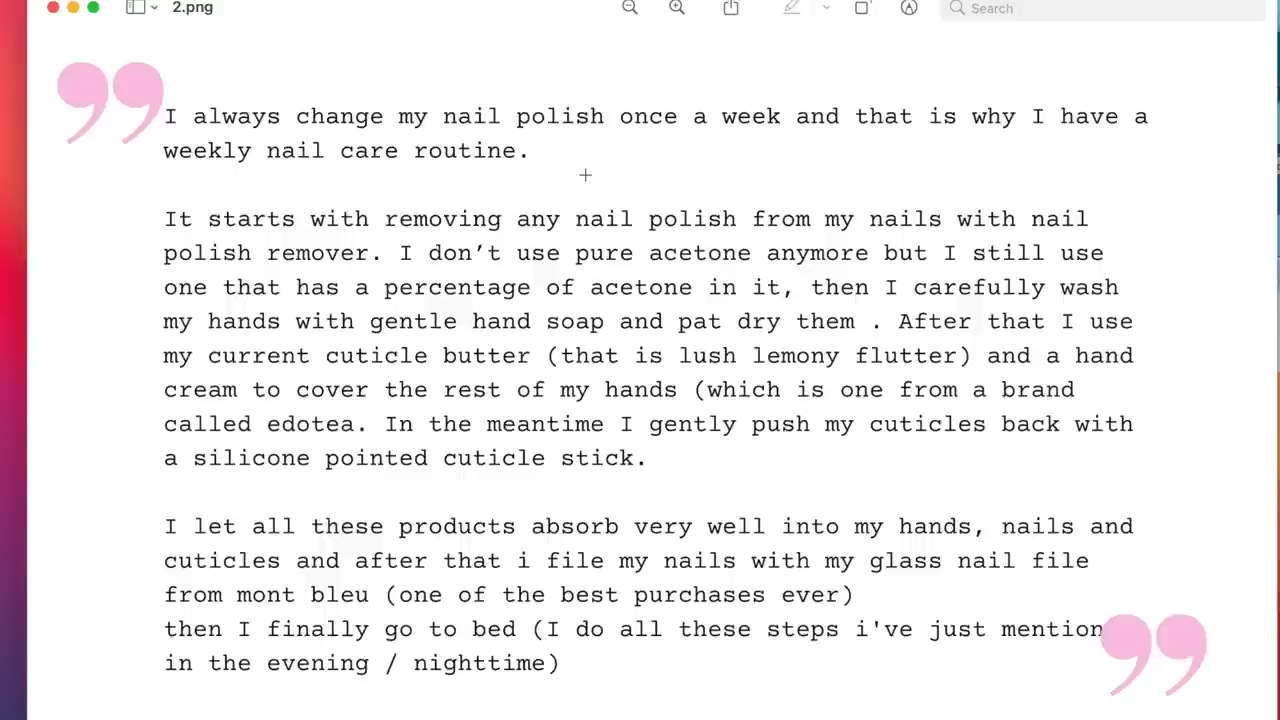 2.png
Search
I always change my nail polish once a week and that is why I have a
weekly nail care routine.
It starts with removing any nail polish from my nails with nail
polish remover. I don’t use pure acetone anymore but I still use
one that has a percentage of acetone in it, then I carefully wash
my hands with gentle hand soap and pat dry them . After that I use
my current cuticle butter (that is lush lemony flutter) and a hand
cream to cover the rest of my hands (which is one from a brand
called edotea. In the meantime I gently push my cuticles back with
a silicone pointed cuticle stick.
I let all these products absorb very well into my hands, nails and
cuticles and after that i file my nails with my glass nail file
from mont bleu (one of the best purchases ever)
then I finally go to bed (I do all these steps i've just mention
in the evening / nighttime)